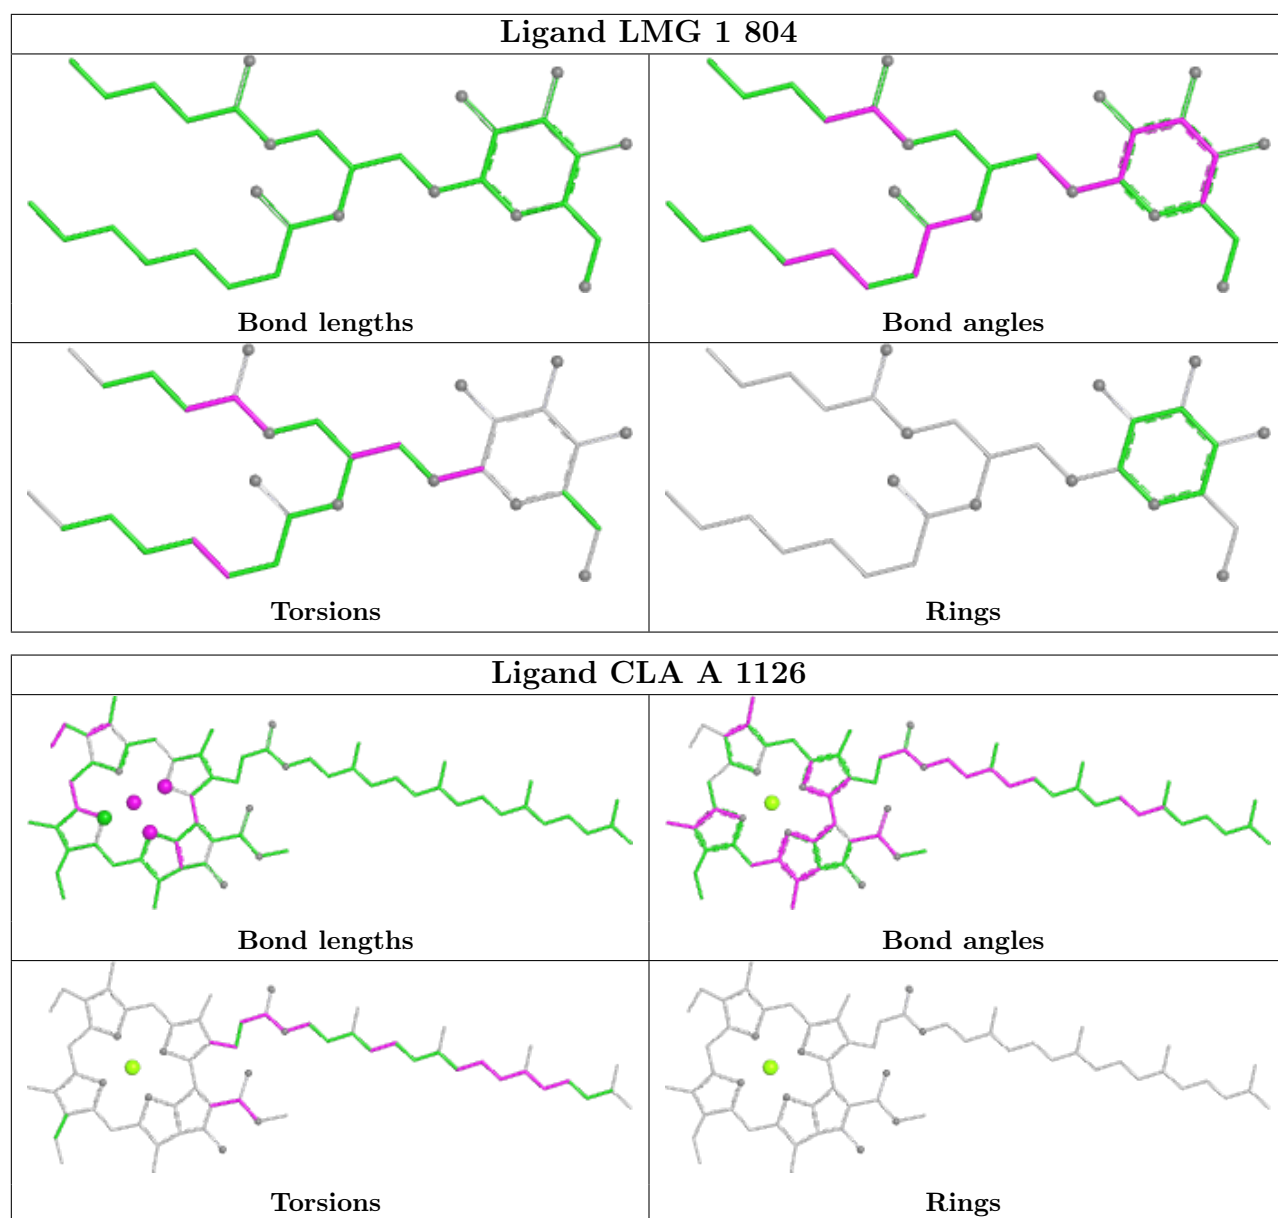 Ligand LMG 1 804
Bond lengths
Bond angles
Torsions
Rings
Ligand CLA A 1126
Bond lengths
Bond angles
Torsions
Rings